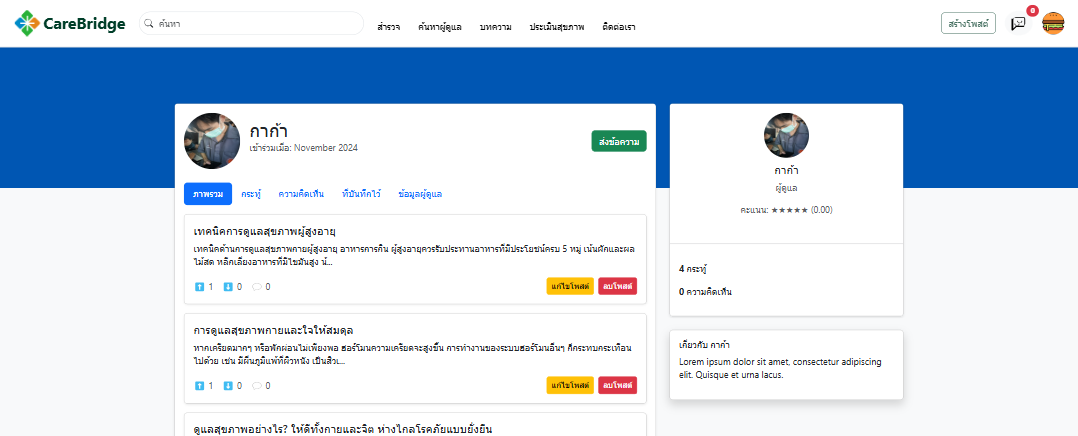 CareBridge
ค้นหา
สำรวจ ค้นหาผู้ดูแล บทความ ประเมินสุขภาพ ติดต่อเรา
สร้างโพสต์
0
กาก้า
เข้าร่วมเมื่อ: November 2024
ส่งข้อความ
ภาพรวม กระทู้ ความคิดเห็น ที่บันทึกไว้ ข้อมูลผู้ดูแล
เทคนิคการดูแลสุขภาพผู้สูงอายุ
เทคนิคด้านการดูแลสุขภาพกายผู้สูงอายุ อาหารการกิน ผู้สูงอายุควรรับประทานอาหารที่มีประโยชน์ครบ 5 หมู่ เน้นผักและผล
ไม้สด หลีกเลี่ยงอาหารที่มีไขมันสูง น้...
1 0 0
แก้ไขโพสต์ ลบโพสต์
การดูแลสุขภาพกายและใจให้สมดุล
หากเครียดมากๆ หรือพักผ่อนไม่เพียงพอ ฮอร์โมนความเครียดจะสูงขึ้น การทำงานของระบบฮอร์โมนอื่นๆ ก็กระทบกระเทือน
ไปด้วย เช่น มีผื่นภูมิแพ้ที่ผิวหนัง เป็นสิว...
1 0 0
แก้ไขโพสต์ ลบโพสต์
ดูแลสุขภาพอย่างไร? ให้ดีทั้งกายและจิต ห่างไกลโรคภัยแบบยั่งยืน
กาก้า
ผู้ดูแล
คะแนน: ★★★★★ (0.00)
4 กระทู้
0 ความคิดเห็น
เกี่ยวกับ กาก้า
Lorem ipsum dolor sit amet, consectetur adipiscing
elit. Quisque et urna lacus.